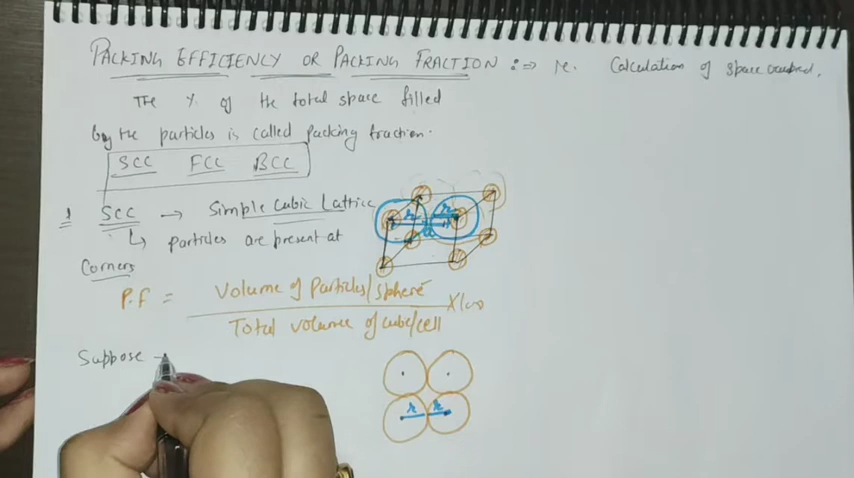 PACKING EFFICIENCY OR PACKING FRACTION :→ Calculation of space occupied.
The % of the total space filled
by the particles is called packing fraction.
SCC FCC BCC
1 SCC → Simple Cubic Lattice
↳ particles are present at
Corners
P.F = Volume of Particles/Sphere
Total volume of cube/cell
X100
Suppose
r r
r r